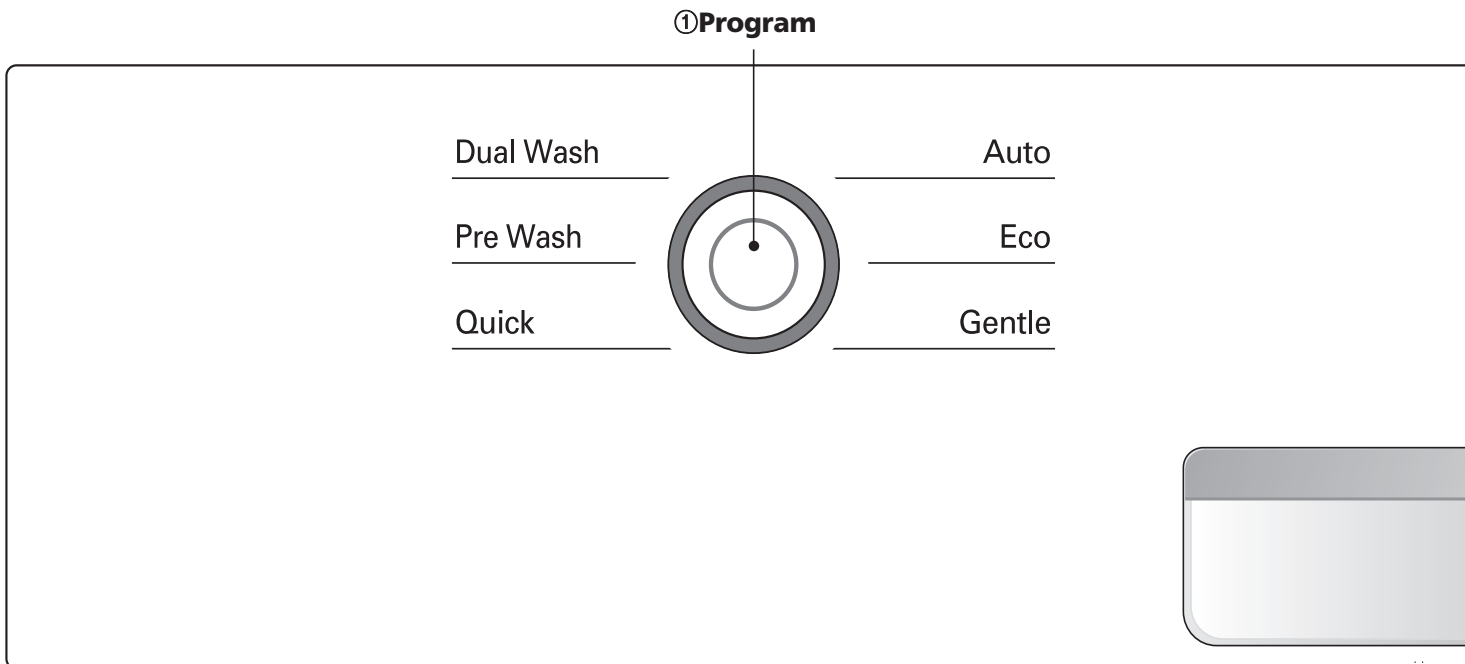 ①Program
Dual Wash
Auto
Pre Wash
Eco
Quick
Gentle